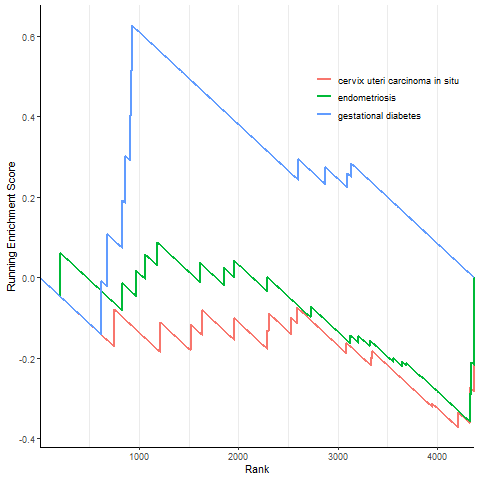 0.6
0.4
0.2
0.0
-0.2
-0.4
Running Enrichment Score
cervix uteri carcinoma in situ
endometriosis
gestational diabetes
1000 2000 3000 4000
Rank